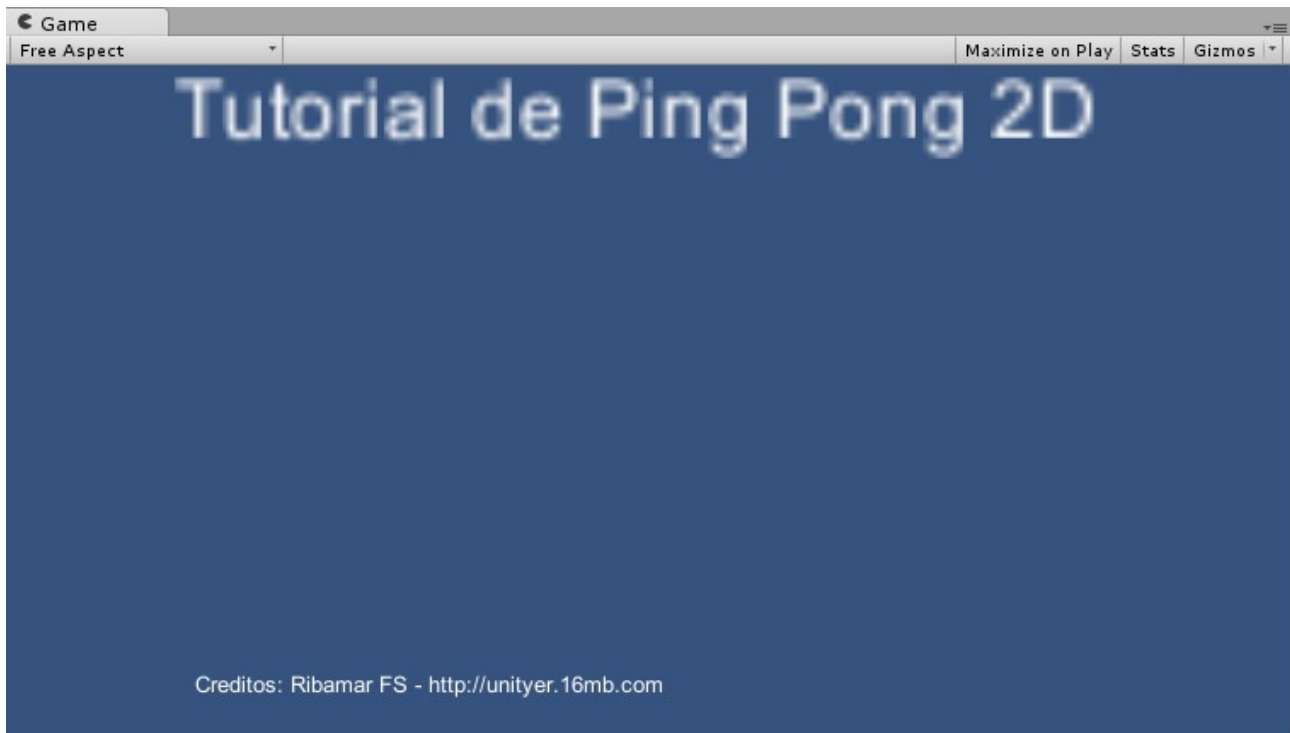 Game
Free Aspect Maximize on Play Stats Gizmos
Tutorial de Ping Pong 2D
Creditos: Ribamar FS - http://unityer.16mb.com